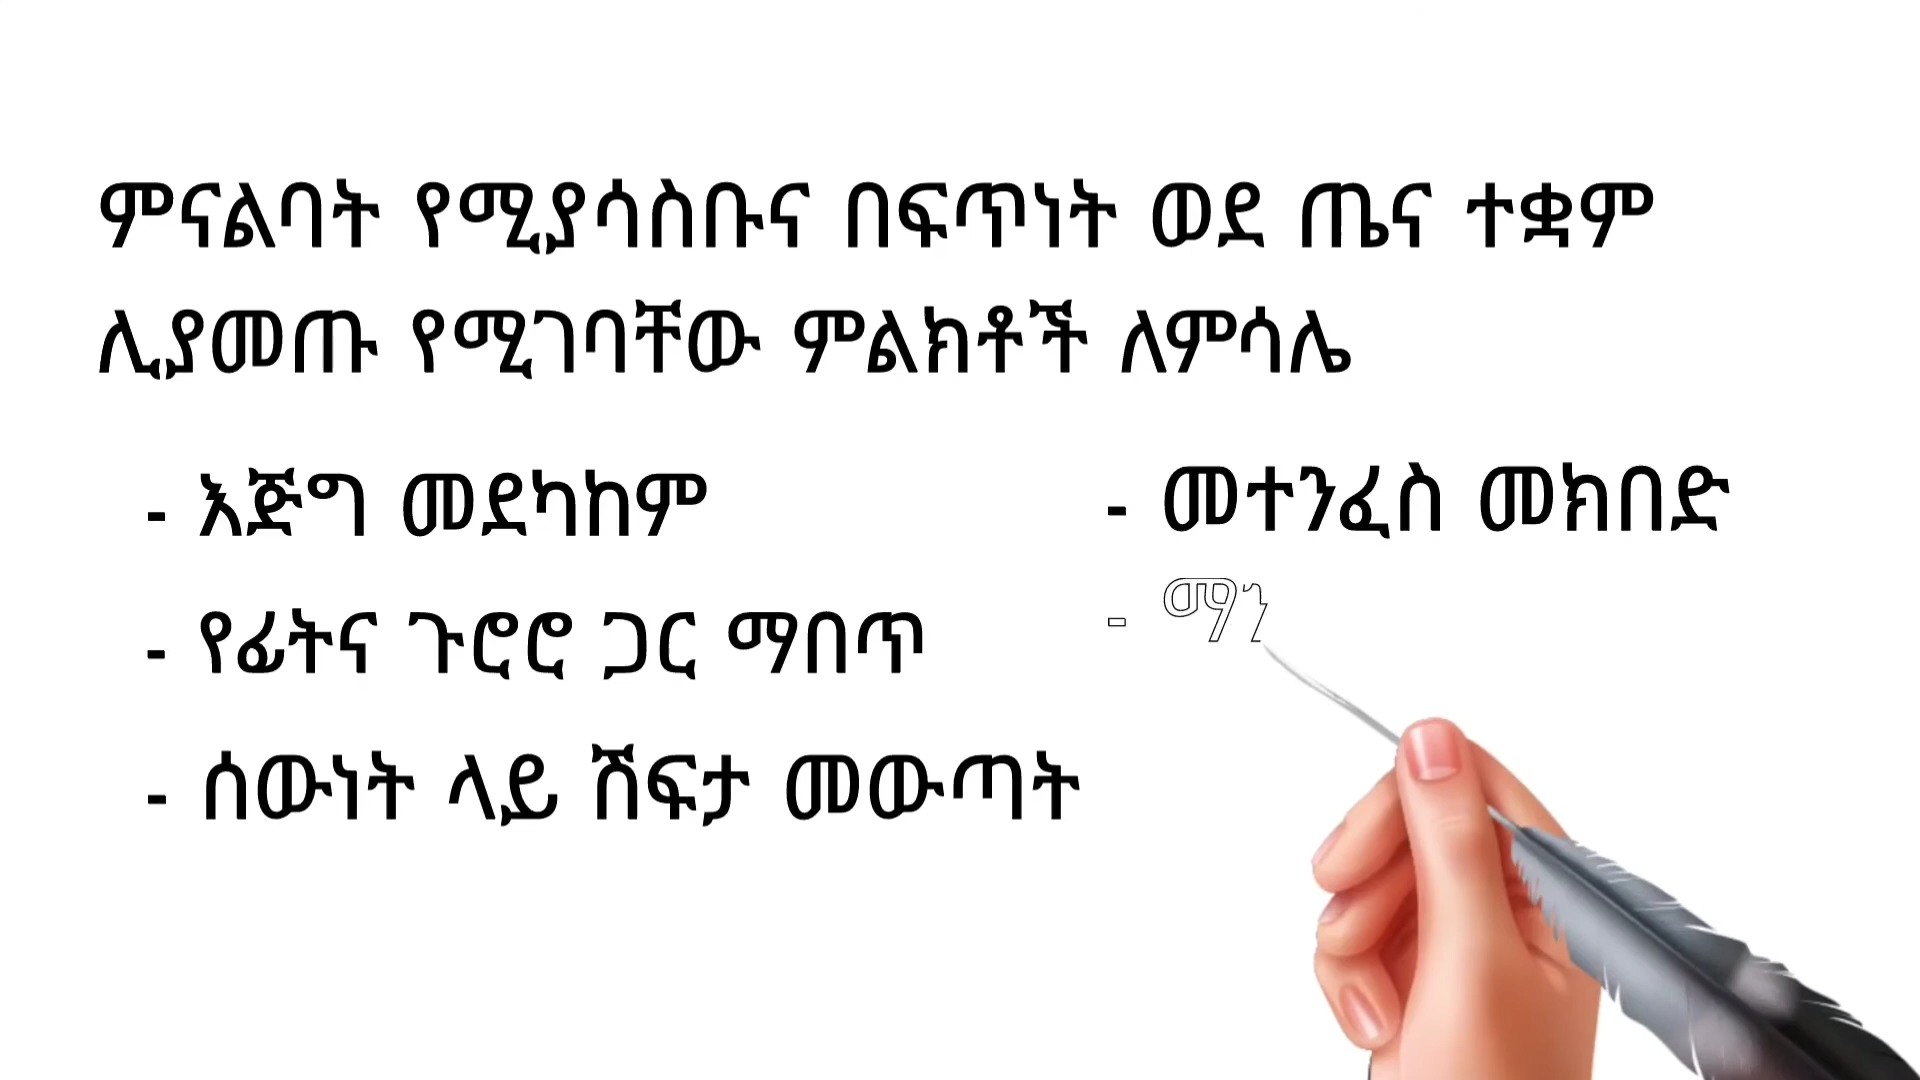 ምናልባት የሚያሳስቡና በፍጥነት ወደ ጤና ተቋም
ሊያመጡ የሚገባቸው ምልክቶች ለምሳሌ
- እጅግ መደካከም
- የፊትና ጉሮሮ ጋር ማበጥ
- ሰውነት ላይ ሽፍታ መውጣት
- መተንፈስ መክበድ